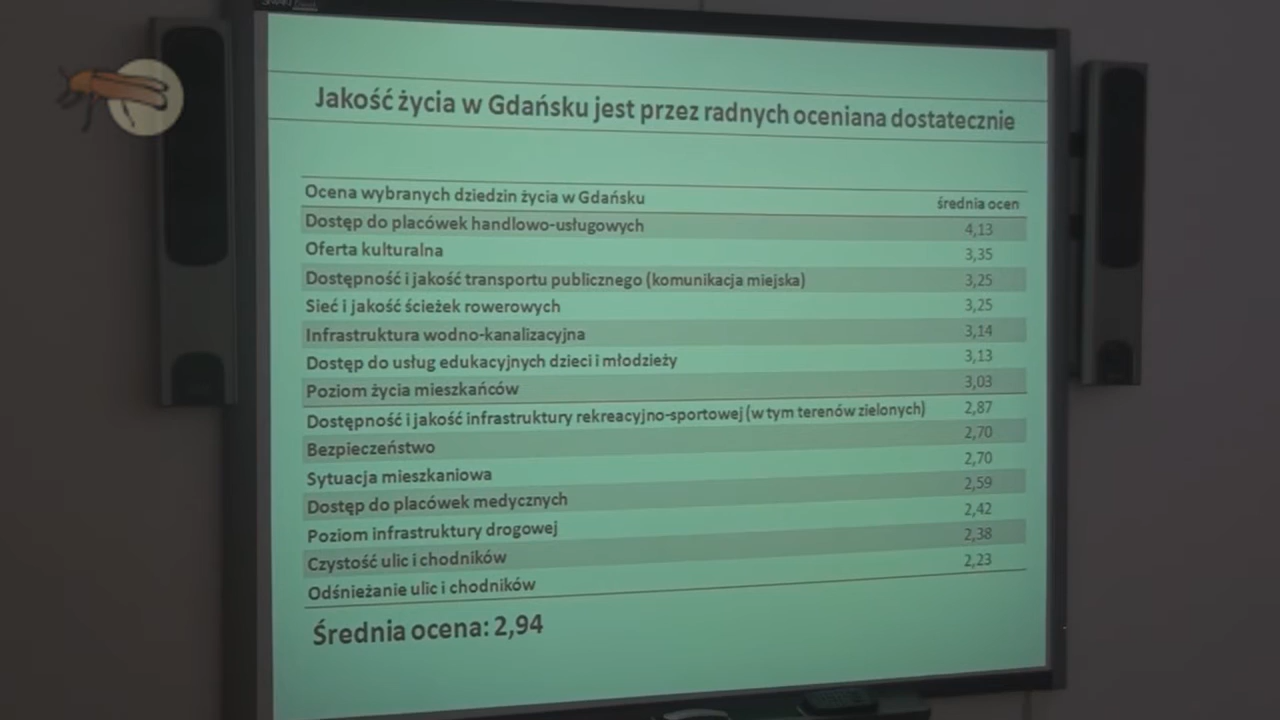 Jakość życia w Gdańsku jest przez radnych oceniana dostatecznie
Ocena wybranych dziedzin życia w Gdańsku średnia ocen
Dostęp do placówek handlowo-usługowych 4,13
Oferta kulturalna 3,35
Dostępność i jakość transportu publicznego (komunikacja miejska) 3,25
Sieć i jakość ścieżek rowerowych 3,25
Infrastruktura wodno-kanalizacyjna 3,14
Dostęp do usług edukacyjnych dzieci i młodzieży 3,13
Poziom życia mieszkańców 3,03
Dostępność i jakość infrastruktury rekreacyjno-sportowej (w tym terenów zielonych) 2,87
Bezpieczeństwo 2,70
Sytuacja mieszkaniowa 2,70
Dostęp do placówek medycznych 2,59
Poziom infrastruktury drogowej 2,42
Czystość ulic i chodników 2,38
Odśnieżanie ulic i chodników 2,23
Średnia ocena: 2,94